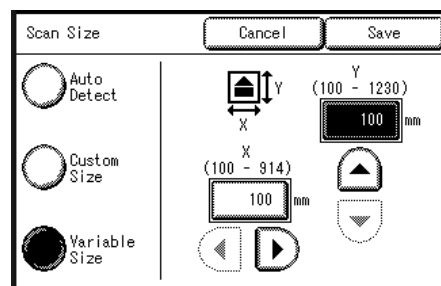 Scan Size
Cancel
Save
Auto
Detect
Custom
Size
Variable
Size
Y
X
X
(100 - 914)
100 mm
Y
(100 - 1230)
100 mm